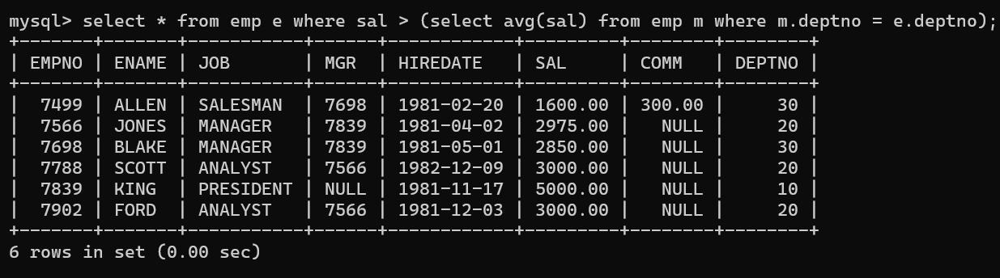 mysql> select * from emp e where sal > (select avg(sal) from emp m where m.deptno = e.deptno);
+-------+-------+-----------+------+------------+---------+--------+--------+
| EMPNO | ENAME | JOB       | MGR  | HIREDATE   | SAL     | COMM   | DEPTNO |
+-------+-------+-----------+------+------------+---------+--------+--------+
|  7499 | ALLEN | SALESMAN  | 7698 | 1981-02-20 | 1600.00 | 300.00 |     30 |
|  7566 | JONES | MANAGER   | 7839 | 1981-04-02 | 2975.00 |   NULL |     20 |
|  7698 | BLAKE | MANAGER   | 7839 | 1981-05-01 | 2850.00 |   NULL |     30 |
|  7788 | SCOTT | ANALYST   | 7566 | 1982-12-09 | 3000.00 |   NULL |     20 |
|  7839 | KING  | PRESIDENT | NULL | 1981-11-17 | 5000.00 |   NULL |     10 |
|  7902 | FORD  | ANALYST   | 7566 | 1981-12-03 | 3000.00 |   NULL |     20 |
+-------+-------+-----------+------+------------+---------+--------+--------+
6 rows in set (0.00 sec)